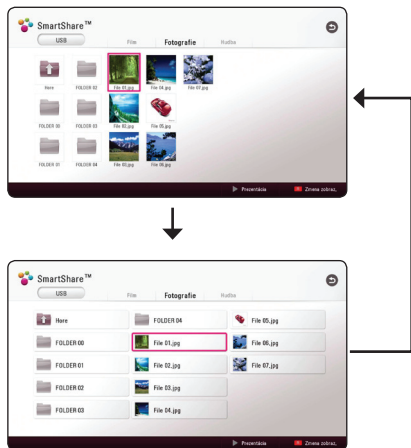 SmartShare™
USB Film Fotografie Hudba
Hore FOLDER 02 File 01.jpg File 04.jpg File 07.jpg
FOLDER 00 FOLDER 03 File 02.jpg File 05.jpg
FOLDER 01 FOLDER 04 File 03.jpg File 06.jpg
Prezentácia Zmena zobraz.
SmartShare™
USB Film Fotografie Hudba
Hore FOLDER 04 File 05.jpg
FOLDER 00 File 01.jpg File 06.jpg
FOLDER 01 File 02.jpg File 07.jpg
FOLDER 02 File 03.jpg
FOLDER 03 File 04.jpg
Prezentácia Zmena zobraz.